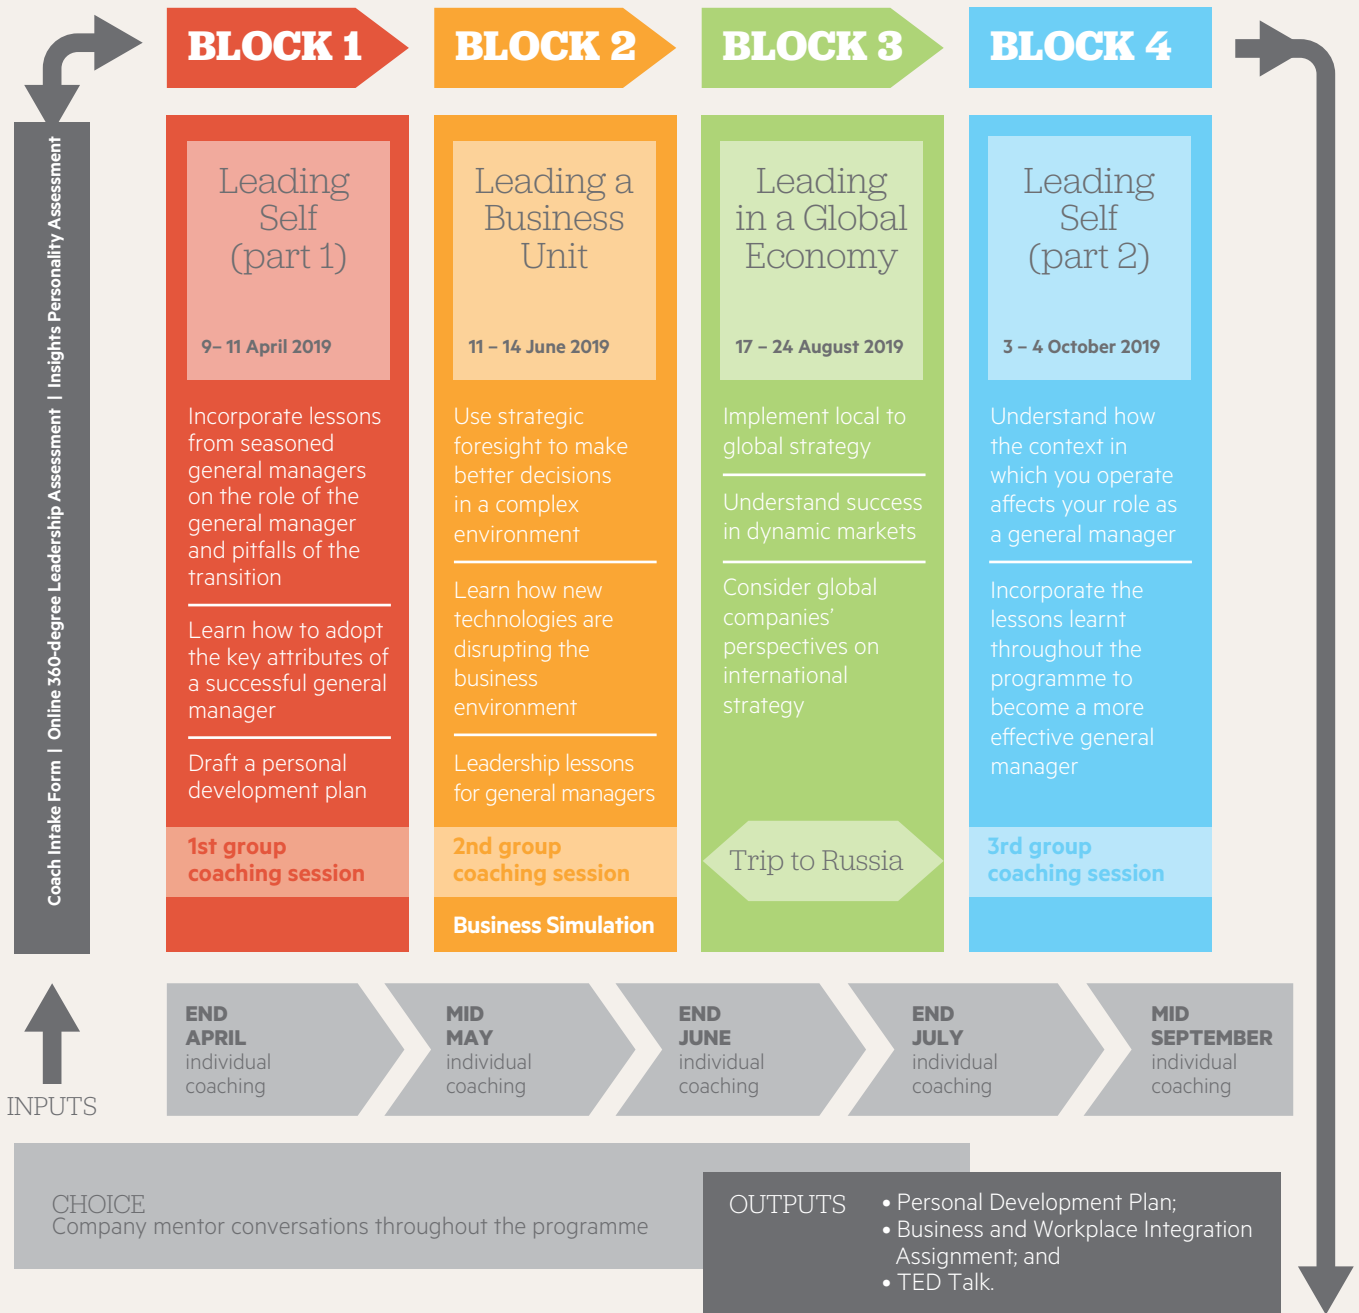 BLOCK 1
BLOCK 2
BLOCK 3
BLOCK 4
Coach Intake Form | Online 360-degree Leadership Assessment | Insights Personality Assessment
Leading
Self
(part 1)
9– 11 April 2019
Incorporate lessons
from seasoned
general managers
on the role of the
general manager
and pitfalls of the
transition
Learn how to adopt
the key attributes of
a successful general
manager
Draft a personal
development plan
1st group
coaching session
Leading a
Business
Unit
11 – 14 June 2019
Use strategic
foresight to make
better decisions
in a complex
environment
Learn how new
technologies are
disrupting the
business
environment
Leadership lessons
for general managers
2nd group
coaching session
Business Simulation
Leading
in a Global
Economy
17 – 24 August 2019
Implement local to
global strategy
Understand success
in dynamic markets
Consider global
companies’
perspectives on
international
strategy
Trip to Russia
Leading
Self
(part 2)
3 – 4 October 2019
Understand how
the context in
which you operate
affects your role as
a general manager
Incorporate the
lessons learnt
throughout the
programme to
become a more
effective general
manager
3rd group
coaching session
INPUTS
END
APRIL
individual
coaching
MID
MAY
individual
coaching
END
JUNE
individual
coaching
END
JULY
individual
coaching
MID
SEPTEMBER
individual
coaching
CHOICE
Company mentor conversations throughout the programme
OUTPUTS
• Personal Development Plan;
• Business and Workplace Integration
Assignment; and
• TED Talk.